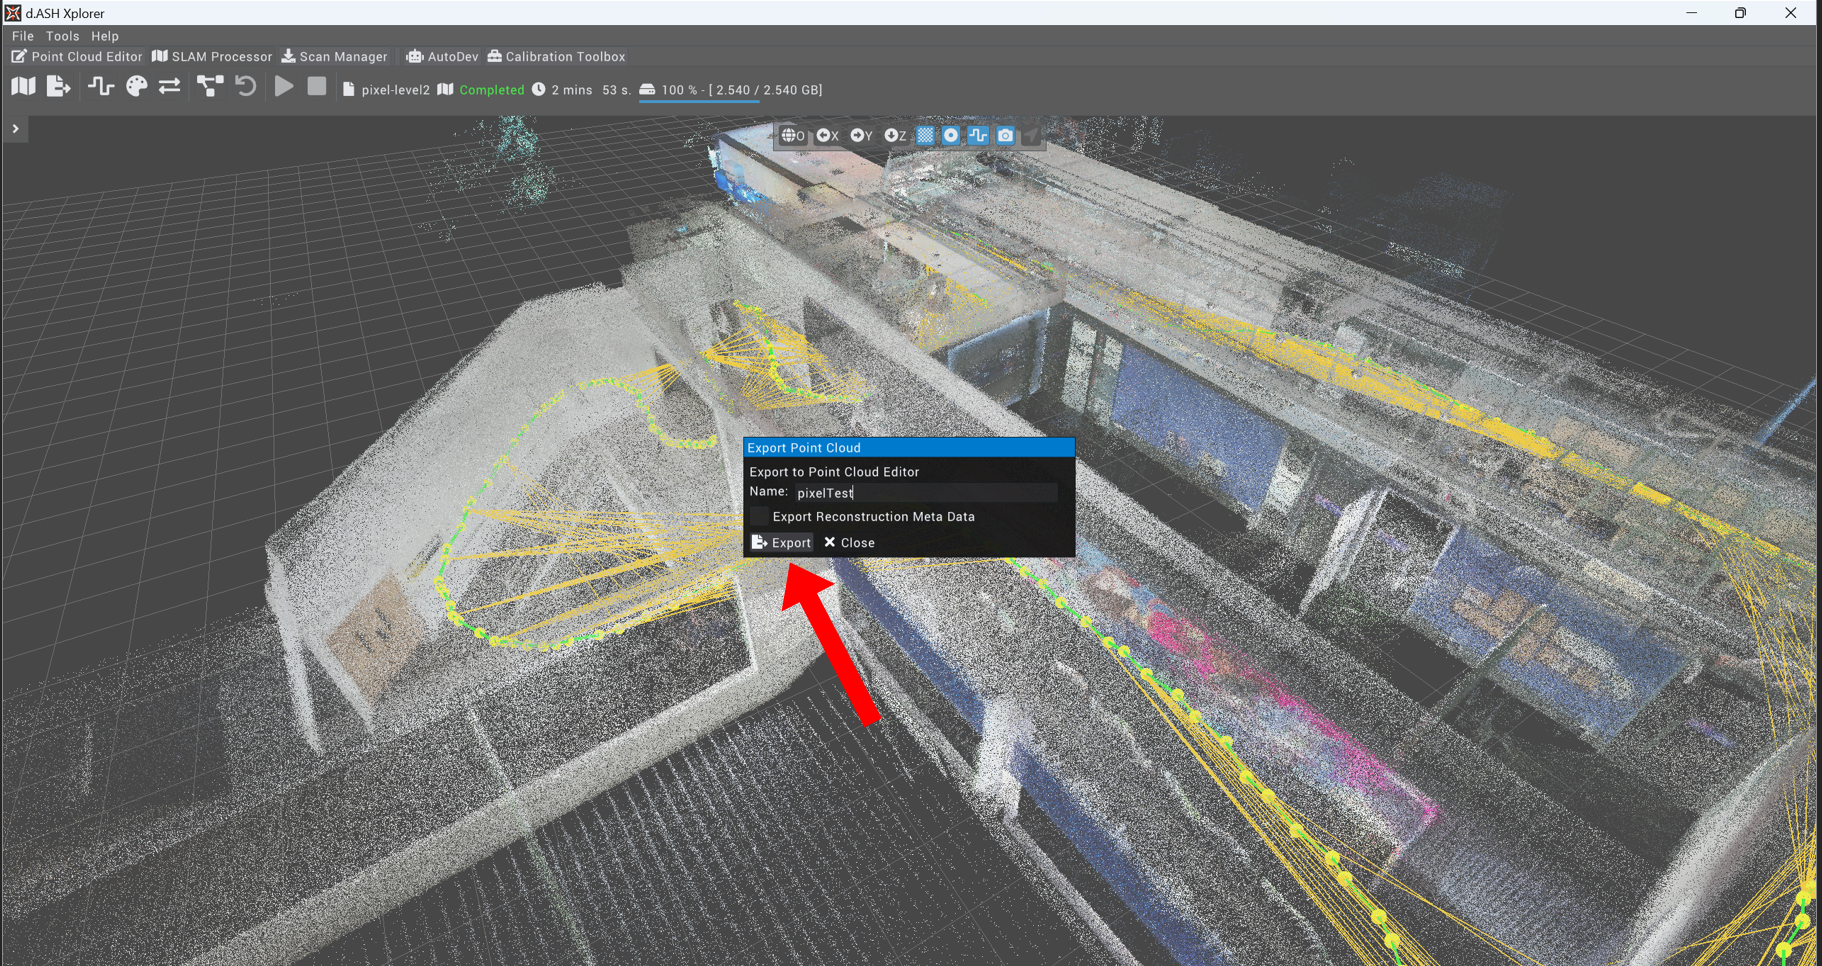 d.ASH Xplorer
File Tools Help
Point Cloud Editor SLAM Processor Scan Manager AutoDev Calibration Toolbox
pixel-level2 Completed 2 mins 53 s. 100 % - [ 2.540 / 2.540 GB]
O X Y Z
Export Point Cloud
Export to Point Cloud Editor
Name: pixelTest
Export Reconstruction Meta Data
Export Close